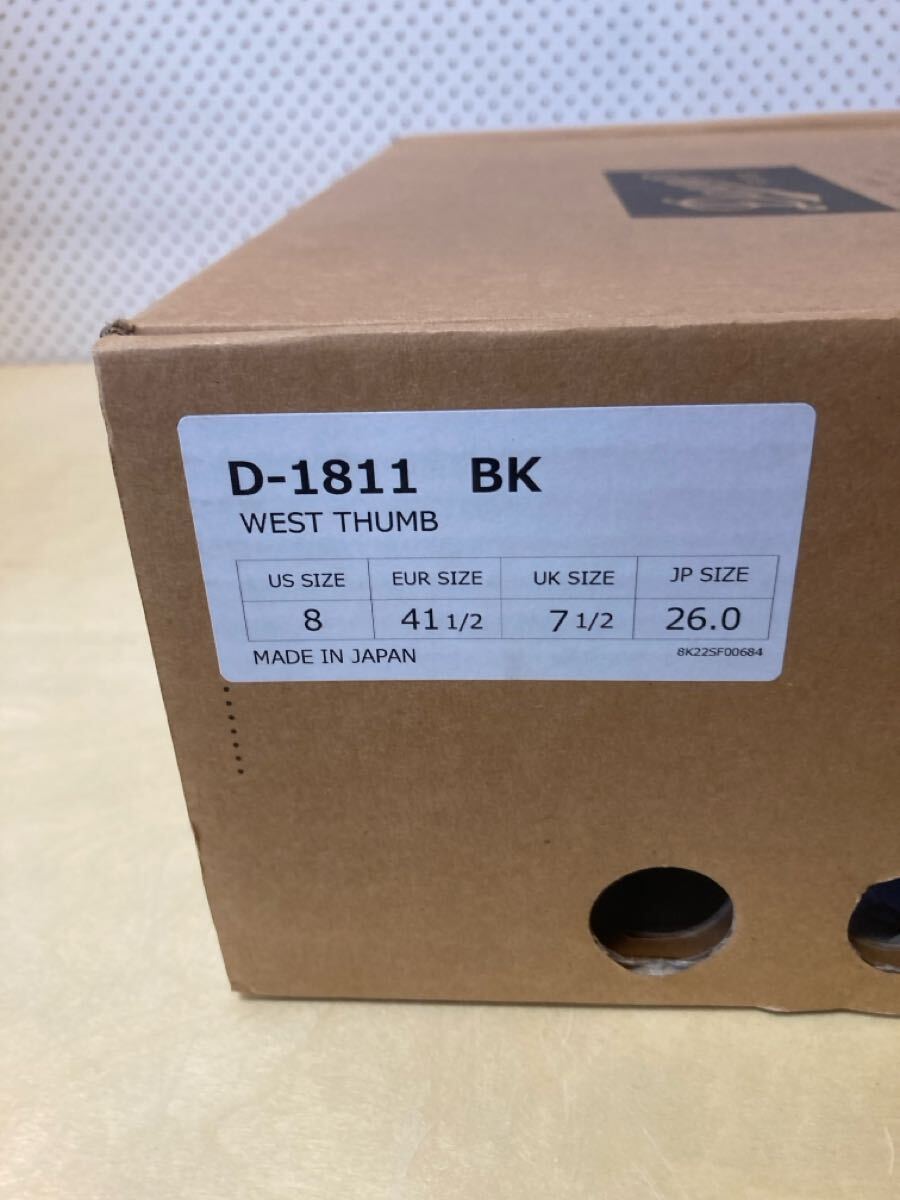 D-1811 BK
WEST THUMB
US SIZE EUR SIZE UK SIZE JP SIZE
8 41 1/2 7 1/2 26.0
MADE IN JAPAN 8K22SF00684